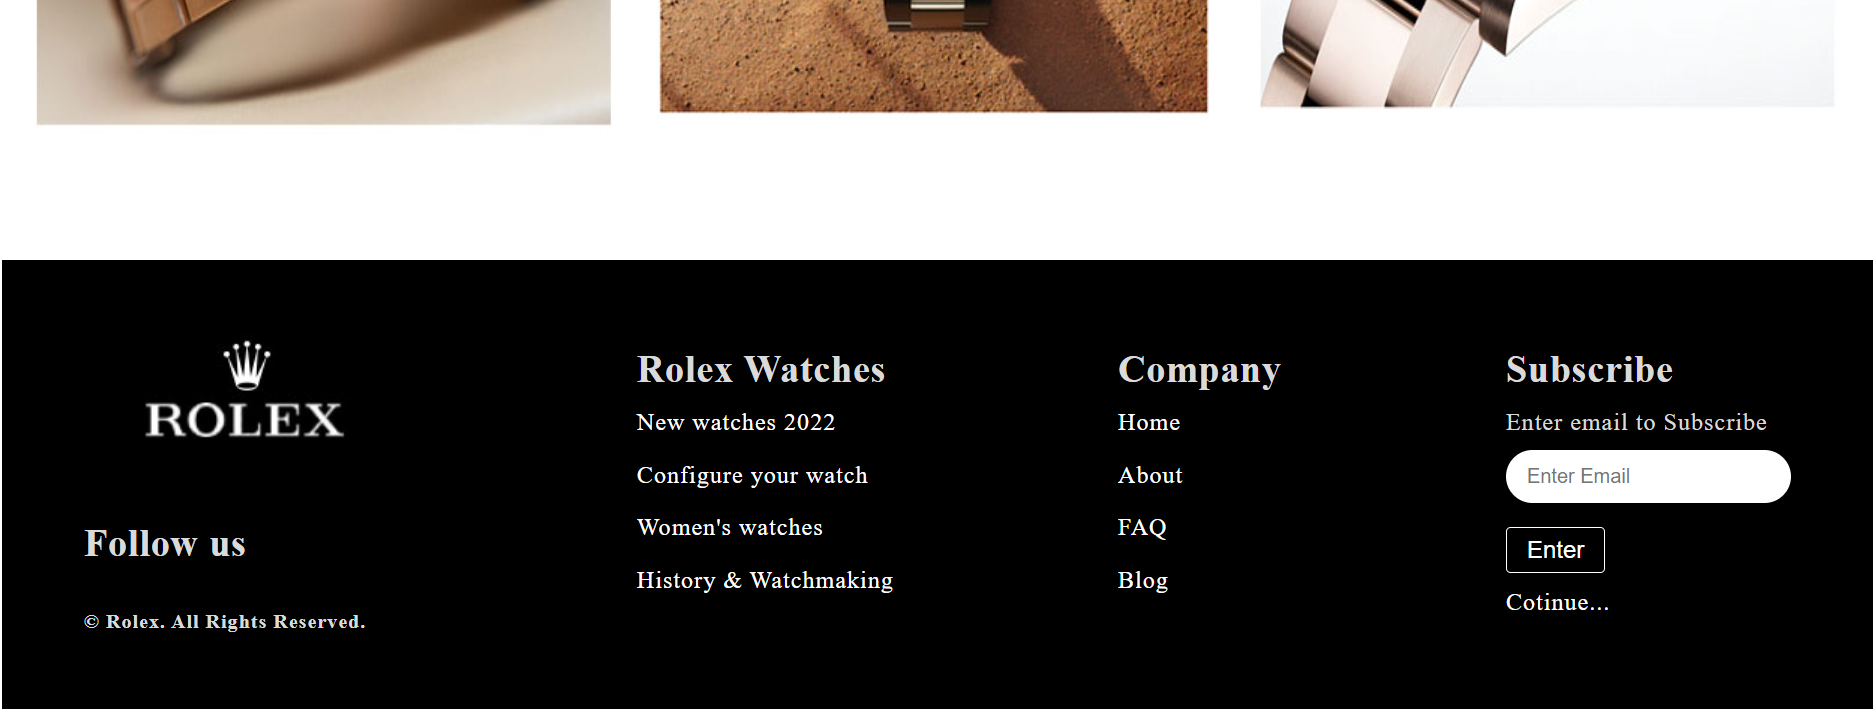 ROLEX
Follow us
© Rolex. All Rights Reserved.
Rolex Watches
New watches 2022
Configure your watch
Women's watches
History & Watchmaking
Company
Home
About
FAQ
Blog
Subscribe
Enter email to Subscribe
Enter Email
Enter
Cotinue...